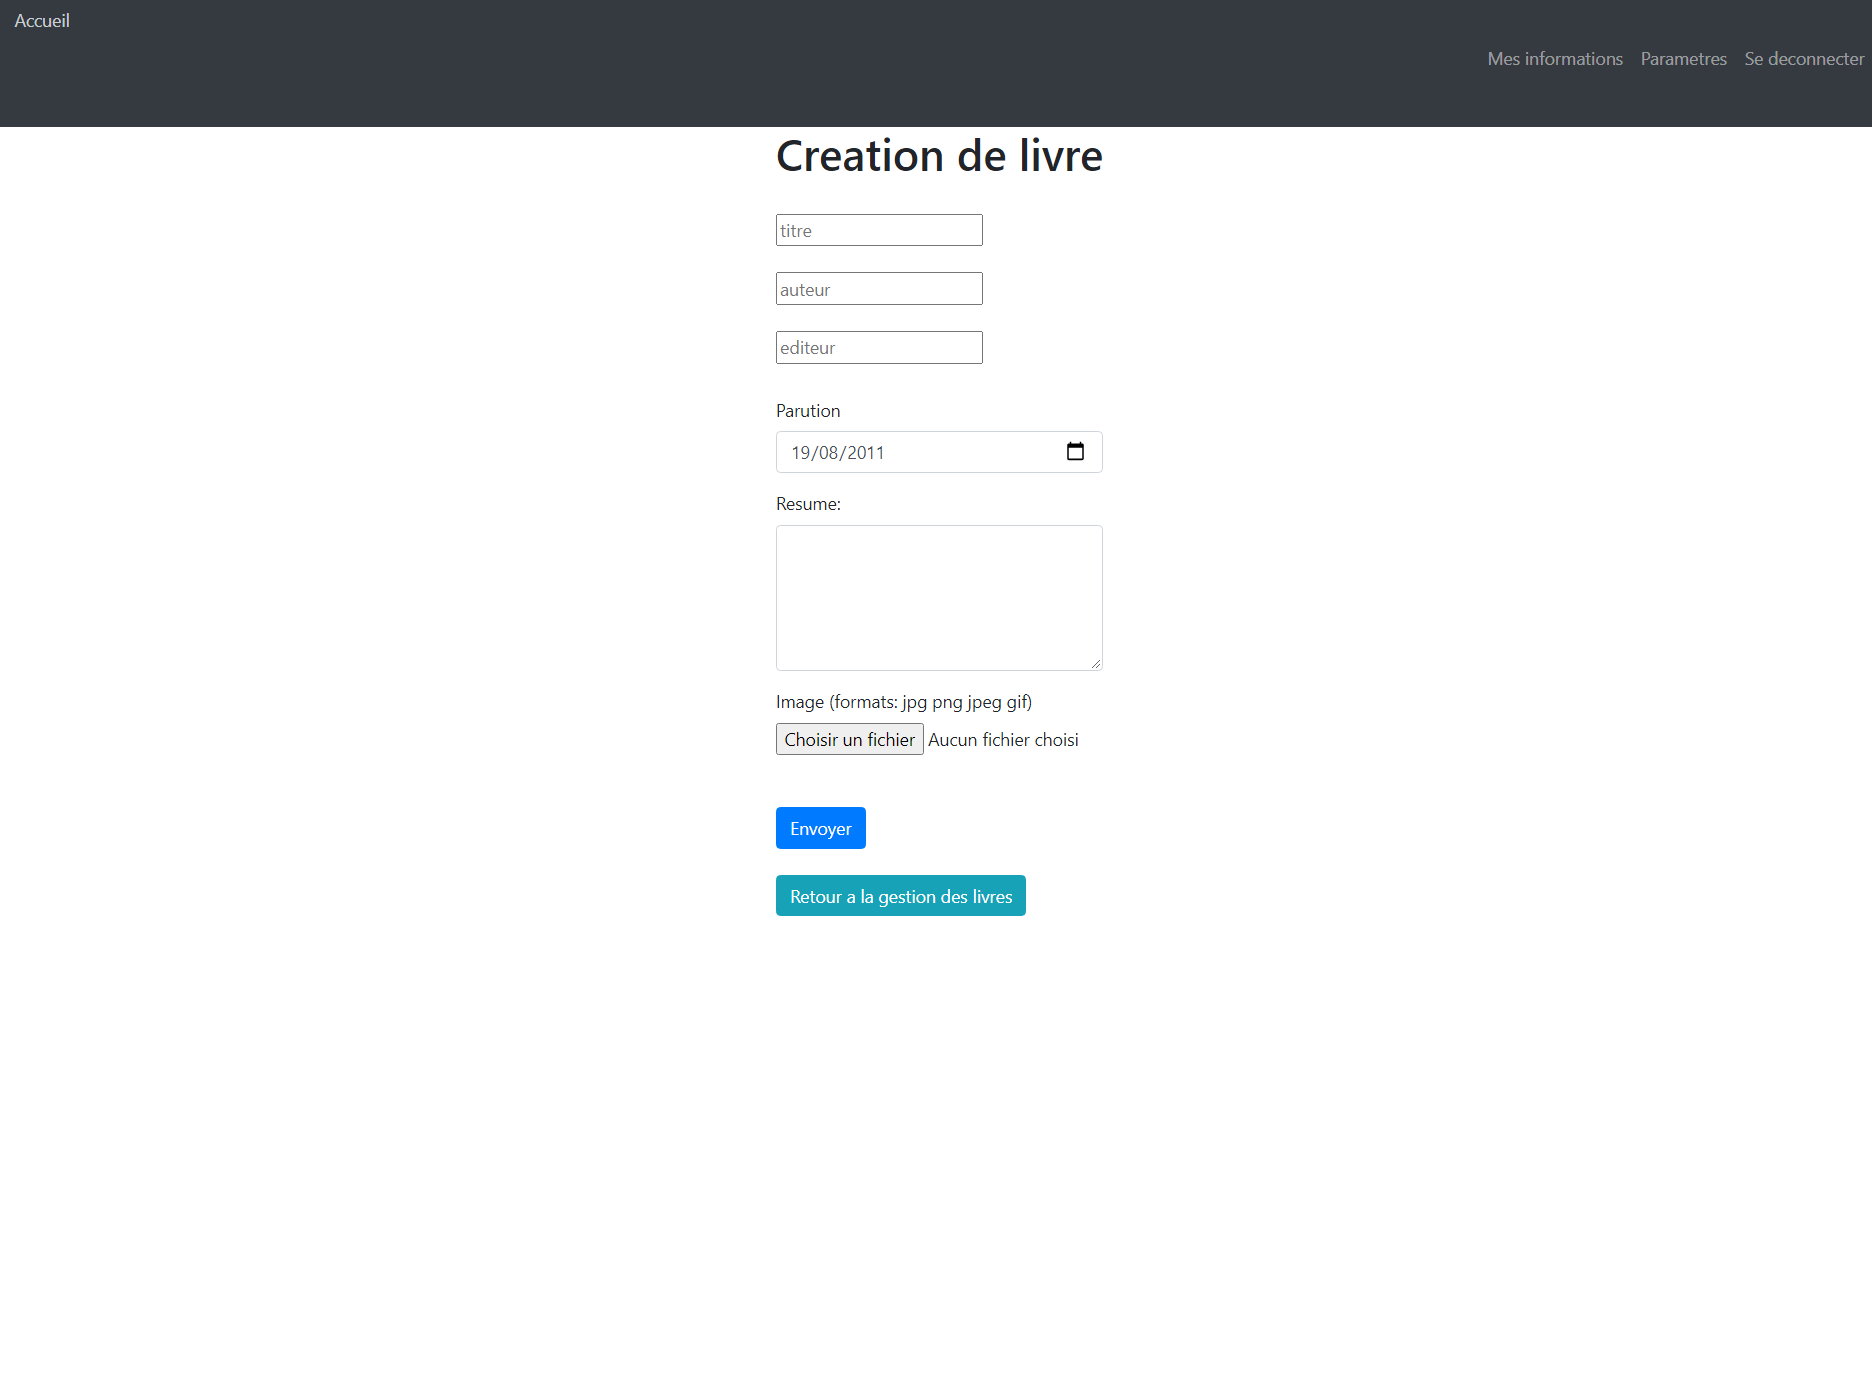 Accueil
Mes informations Parametres Se deconnecter
Creation de livre
titre
auteur
editeur
Parution
19/08/2011
Resume:
Image (formats: jpg png jpeg gif)
Choisir un fichier Aucun fichier choisi
Envoyer
Retour a la gestion des livres